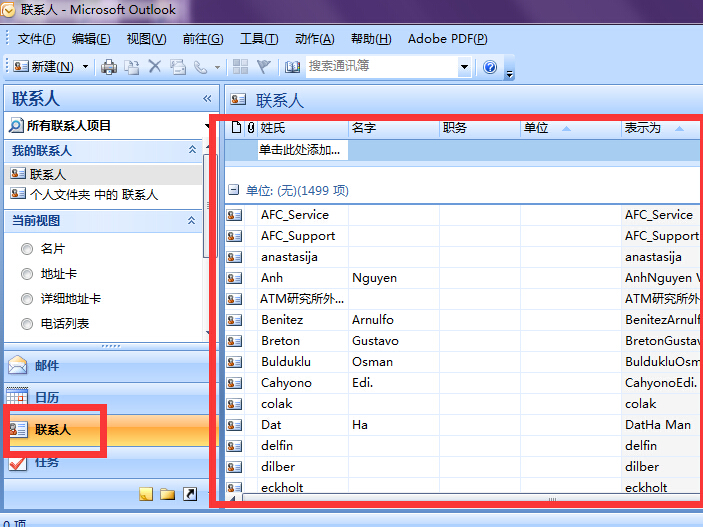 联系人 - Microsoft Outlook
文件(F) 编辑(E) 视图(V) 前往(G) 工具(T) 动作(A) 帮助(H) Adobe PDF(P)
新建(N) 搜索通讯簿
联系人
所有联系人项目
我的联系人
联系人
个人文件夹 中的 联系人
当前视图
名片
地址卡
详细地址卡
电话列表
邮件
日历
联系人
任务
联系人
姓氏 名字 职务 单位 表示为
单击此处添加...
单位: (无)(1499 项)
AFC_Service AFC_Service
AFC_Support AFC_Support
anastasija anastasija
Anh Nguyen AnhNguyen V
ATM研究所外... ATM研究所外
Benitez Arnulfo BenitezArnulf
Breton Gustavo BretonGustav
Bulduklu Osman BuldukluOsm
Cahyono Edi. CahyonoEdi.
colak colak
Dat Ha DatHa Man
delfin delfin
dilber dilber
eckholt eckholt
0 项